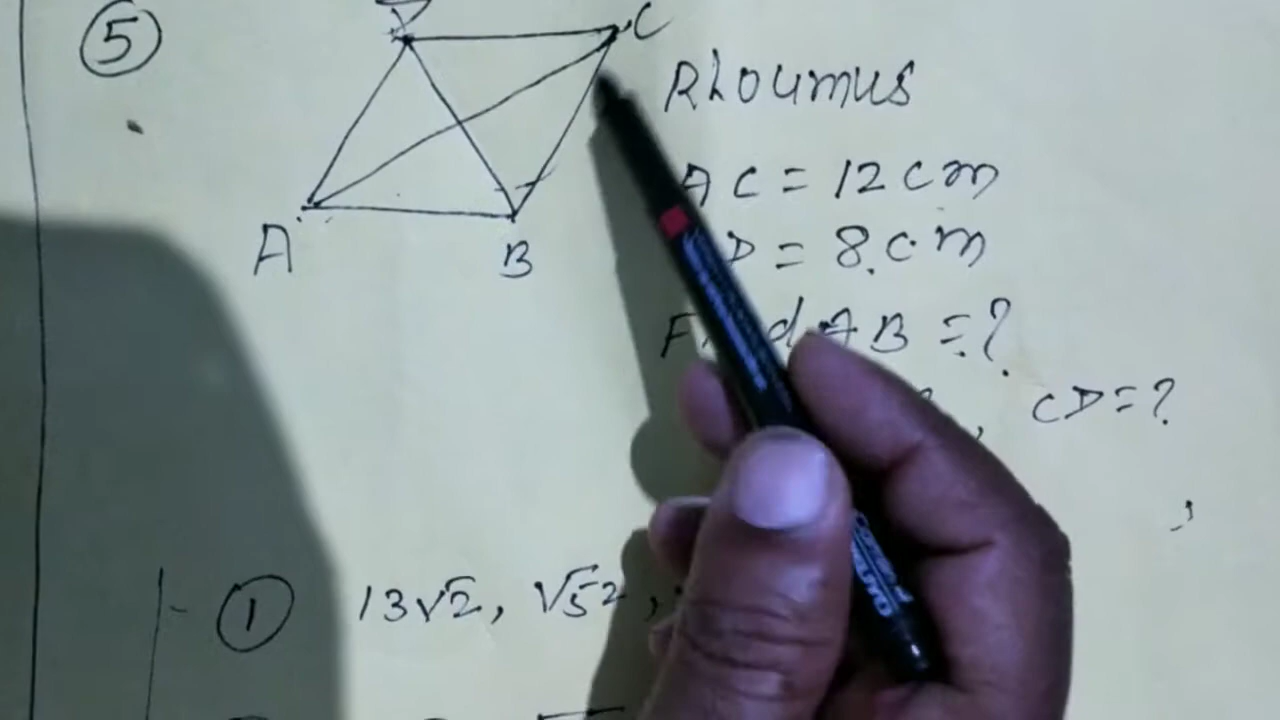 5
C
Rhoumus
AC = 12 cm
D = 8 cm
A
B
AB = ?
, CD = ?
1 13√2, √52,